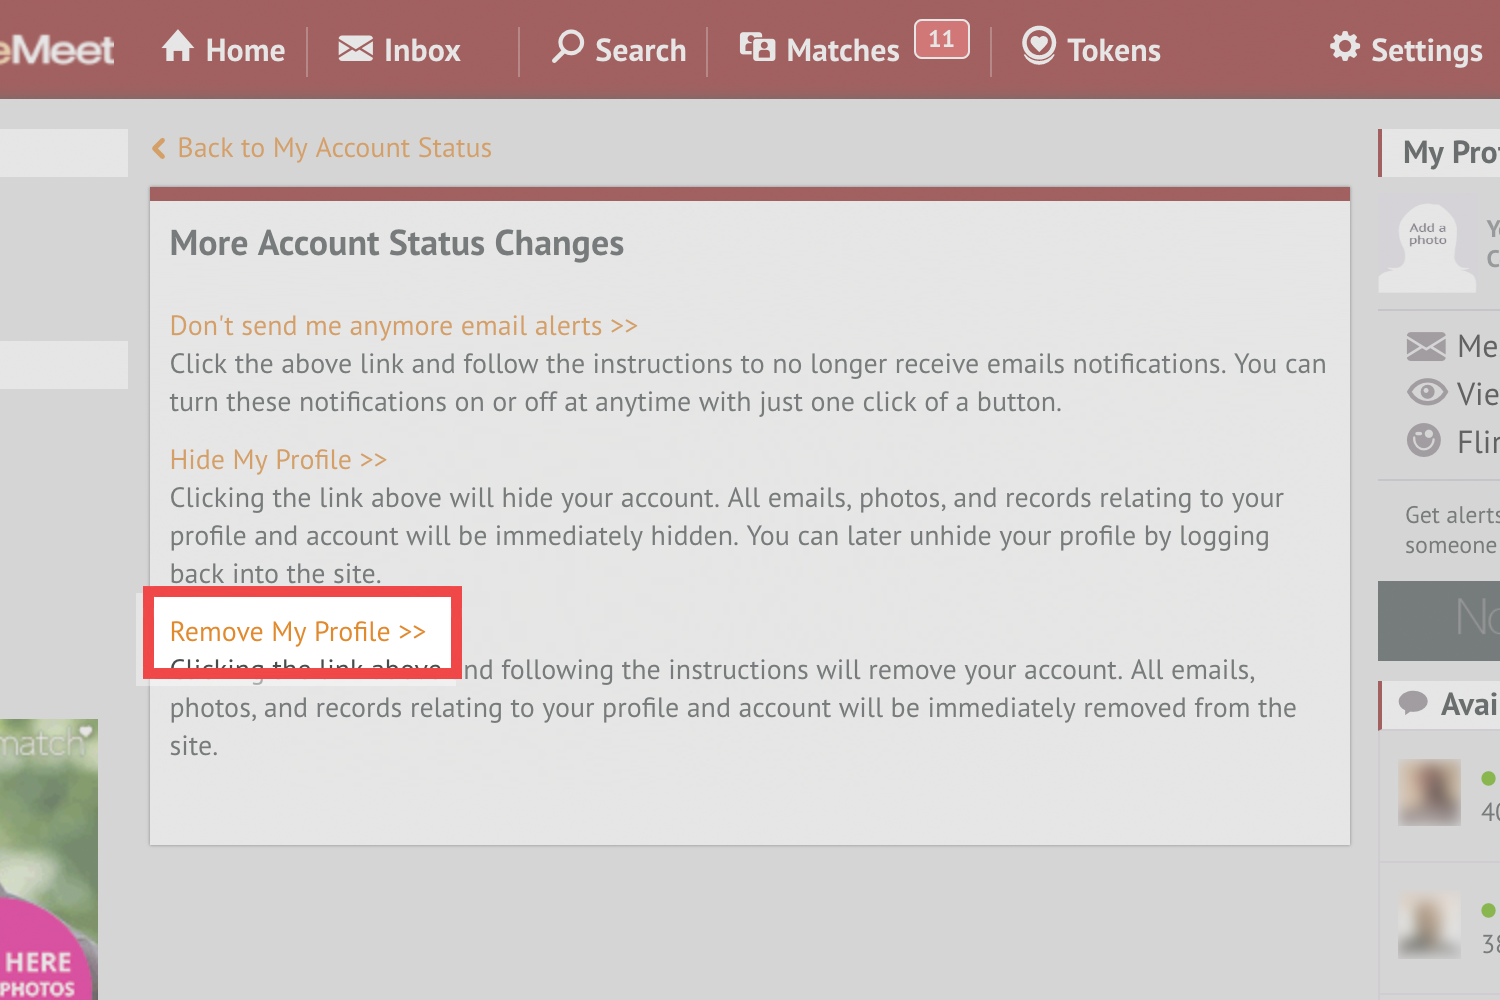 eMeet
Home
Inbox
Search
Matches
11
Tokens
Settings
Back to My Account Status
More Account Status Changes
Don't send me anymore email alerts >>
Click the above link and follow the instructions to no longer receive emails notifications. You can
turn these notifications on or off at anytime with just one click of a button.
Hide My Profile >>
Clicking the link above will hide your account. All emails, photos, and records relating to your
profile and account will be immediately hidden. You can later unhide your profile by logging
back into the site.
Remove My Profile >>
Clicking the link above nd following the instructions will remove your account. All emails,
photos, and records relating to your profile and account will be immediately removed from the
site.
My Pro
Add a
photo
Me
Vie
Flir
Get alerts
someone
No
Avai
40
38
match
HERE
PHOTOS